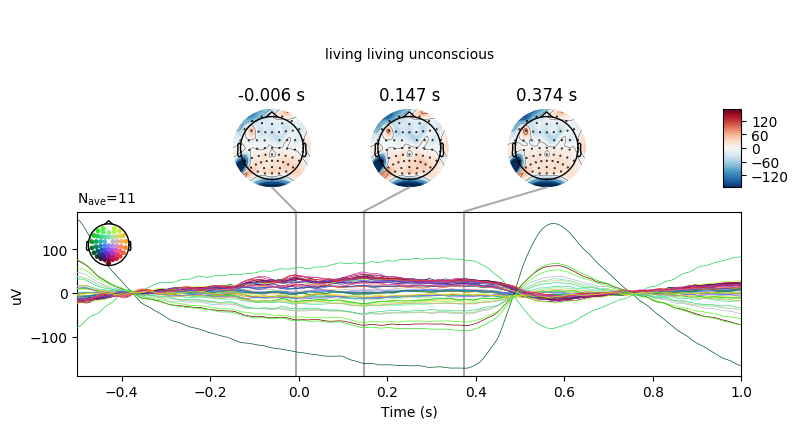 living living unconscious
-0.006 s 0.147 s 0.374 s
120
60
0
−60
−120
Nave=11
100
0
−100
uV
−0.4 −0.2 0.0 0.2 0.4 0.6 0.8 1.0
Time (s)